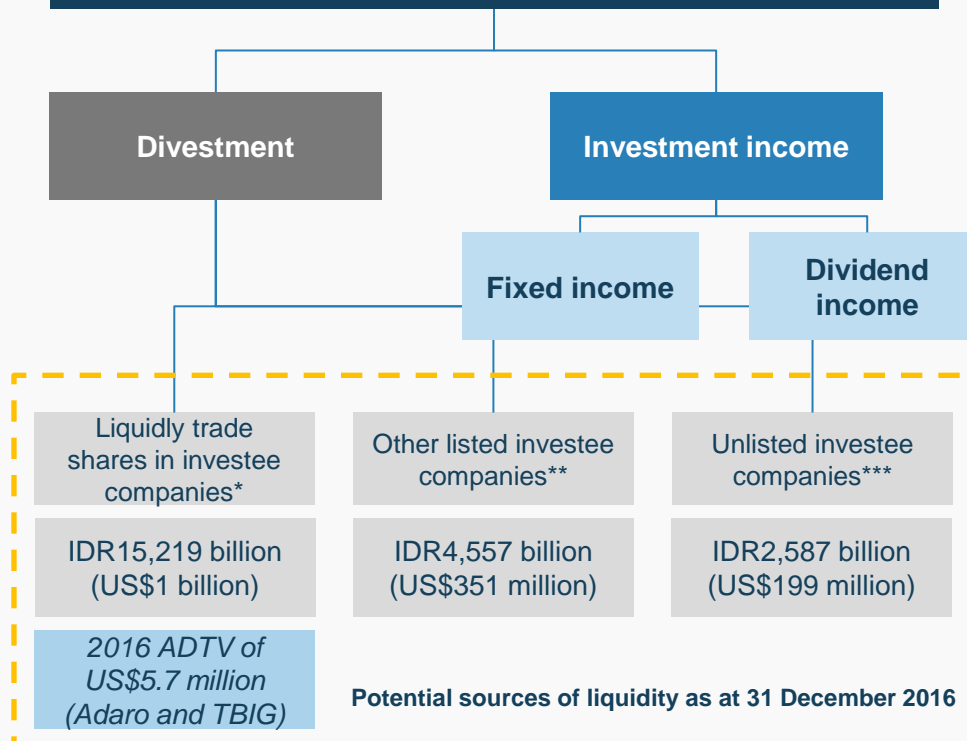 Divestment
Investment income
Fixed income
Dividend
income
Liquidly trade
shares in investee
companies*
Other listed investee
companies**
Unlisted investee
companies***
IDR15,219 billion
(US$1 billion)
IDR4,557 billion
(US$351 million)
IDR2,587 billion
(US$199 million)
2016 ADTV of
US$5.7 million
(Adaro and TBIG)
Potential sources of liquidity as at 31 December 2016